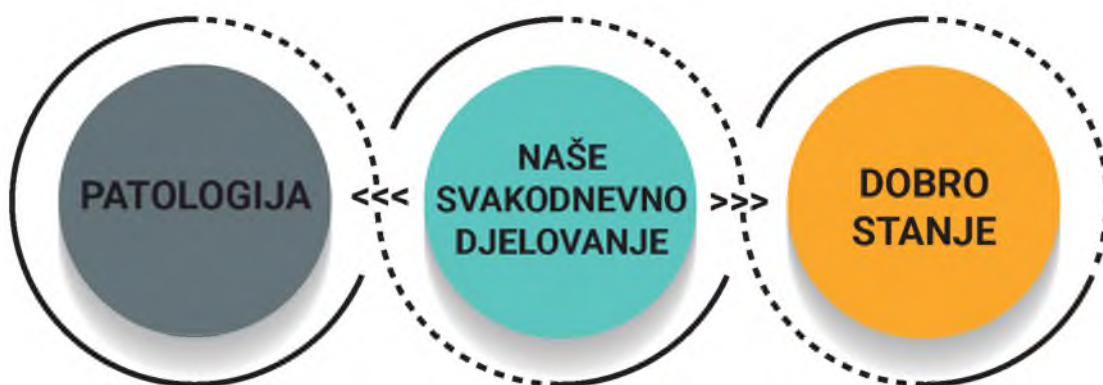 PATOLOGIJA
<<<
NAŠE
SVAKODNEVNO
DJELOVANJE
>>>
DOBRO
STANJE